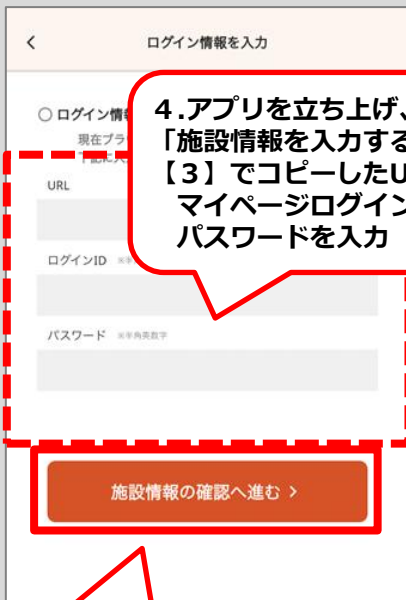 ログイン情報を入力
ログイン情
現在ブラ
4.アプリを立ち上げ、
「施設情報を入力する
【3】でコピーしたU
マイページログイン
パスワードを入力
URL
ログインID ※半
パスワード ※半角英数字
施設情報の確認へ進む >